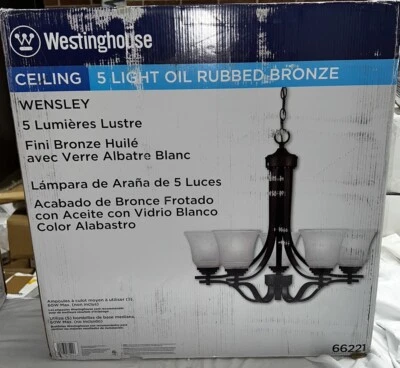 Westinghouse
CEILING 5 LIGHT OIL RUBBED BRONZE
WENSLEY
5 Lumières Lustre
Fini Bronze Huilé
avec Verre Albatre Blanc
Lámpara de Araña de 5 Luces
Acabado de Bronce Frotado
con Aceite con Vidrio Blanco
Color Alabastro
66221